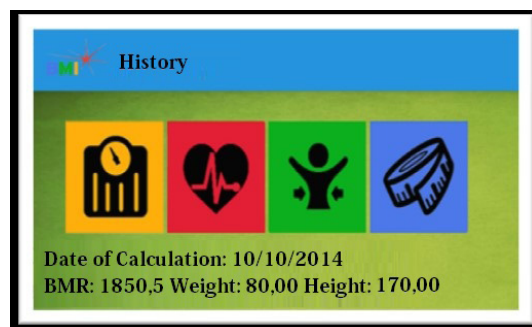 BMI
History
Date of Calculation: 10/10/2014
BMR: 1850,5 Weight: 80,00 Height: 170,00